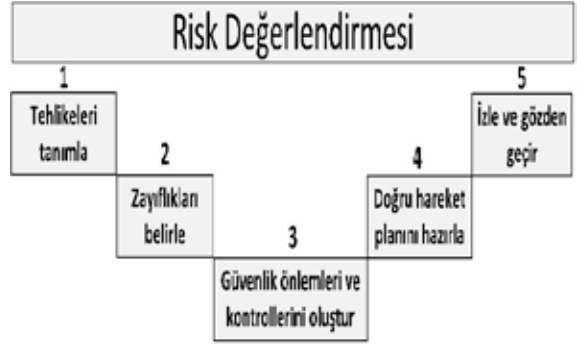 Risk Değerlendirmesi
1
Tehlikeleri
tanımla
2
Zayıflıkları
belirle
3
Güvenlik önlemleri ve
kontrollerini oluştur
4
Doğru hareket
planını hazırla
5
İzle ve gözden
geçir